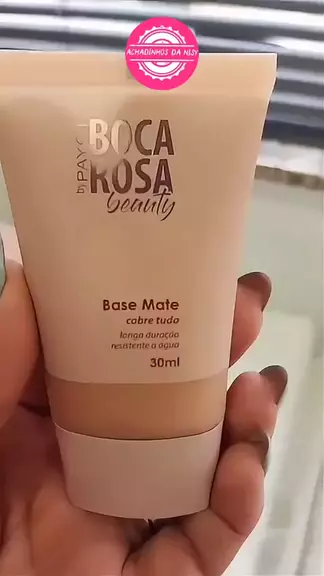 ACHADINHOS DA NISY
by PAYOT
BOCA
ROSA
beauty
Base Mate
cobre tudo
longa duração
resistente a água
30ml